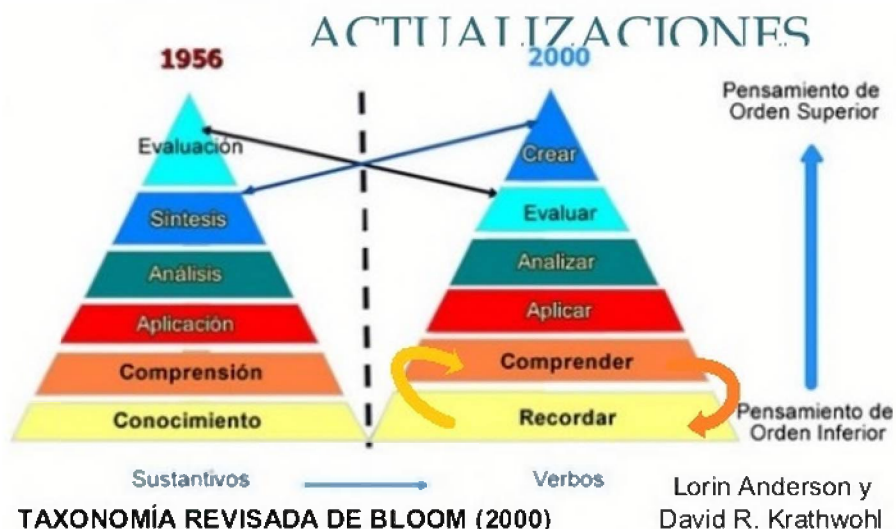 ACTUALIZACIONES
1956
2000
Evaluación
Síntesis
Análisis
Aplicación
Comprensión
Conocimiento
Crear
Evaluar
Analizar
Aplicar
Comprender
Recordar
Pensamiento de
Orden Superior
Pensamiento de
Orden Inferior
Sustantivos
Verbos
TAXONOMÍA REVISADA DE BLOOM (2000)
Lorin Anderson y
David R. Krathwohl